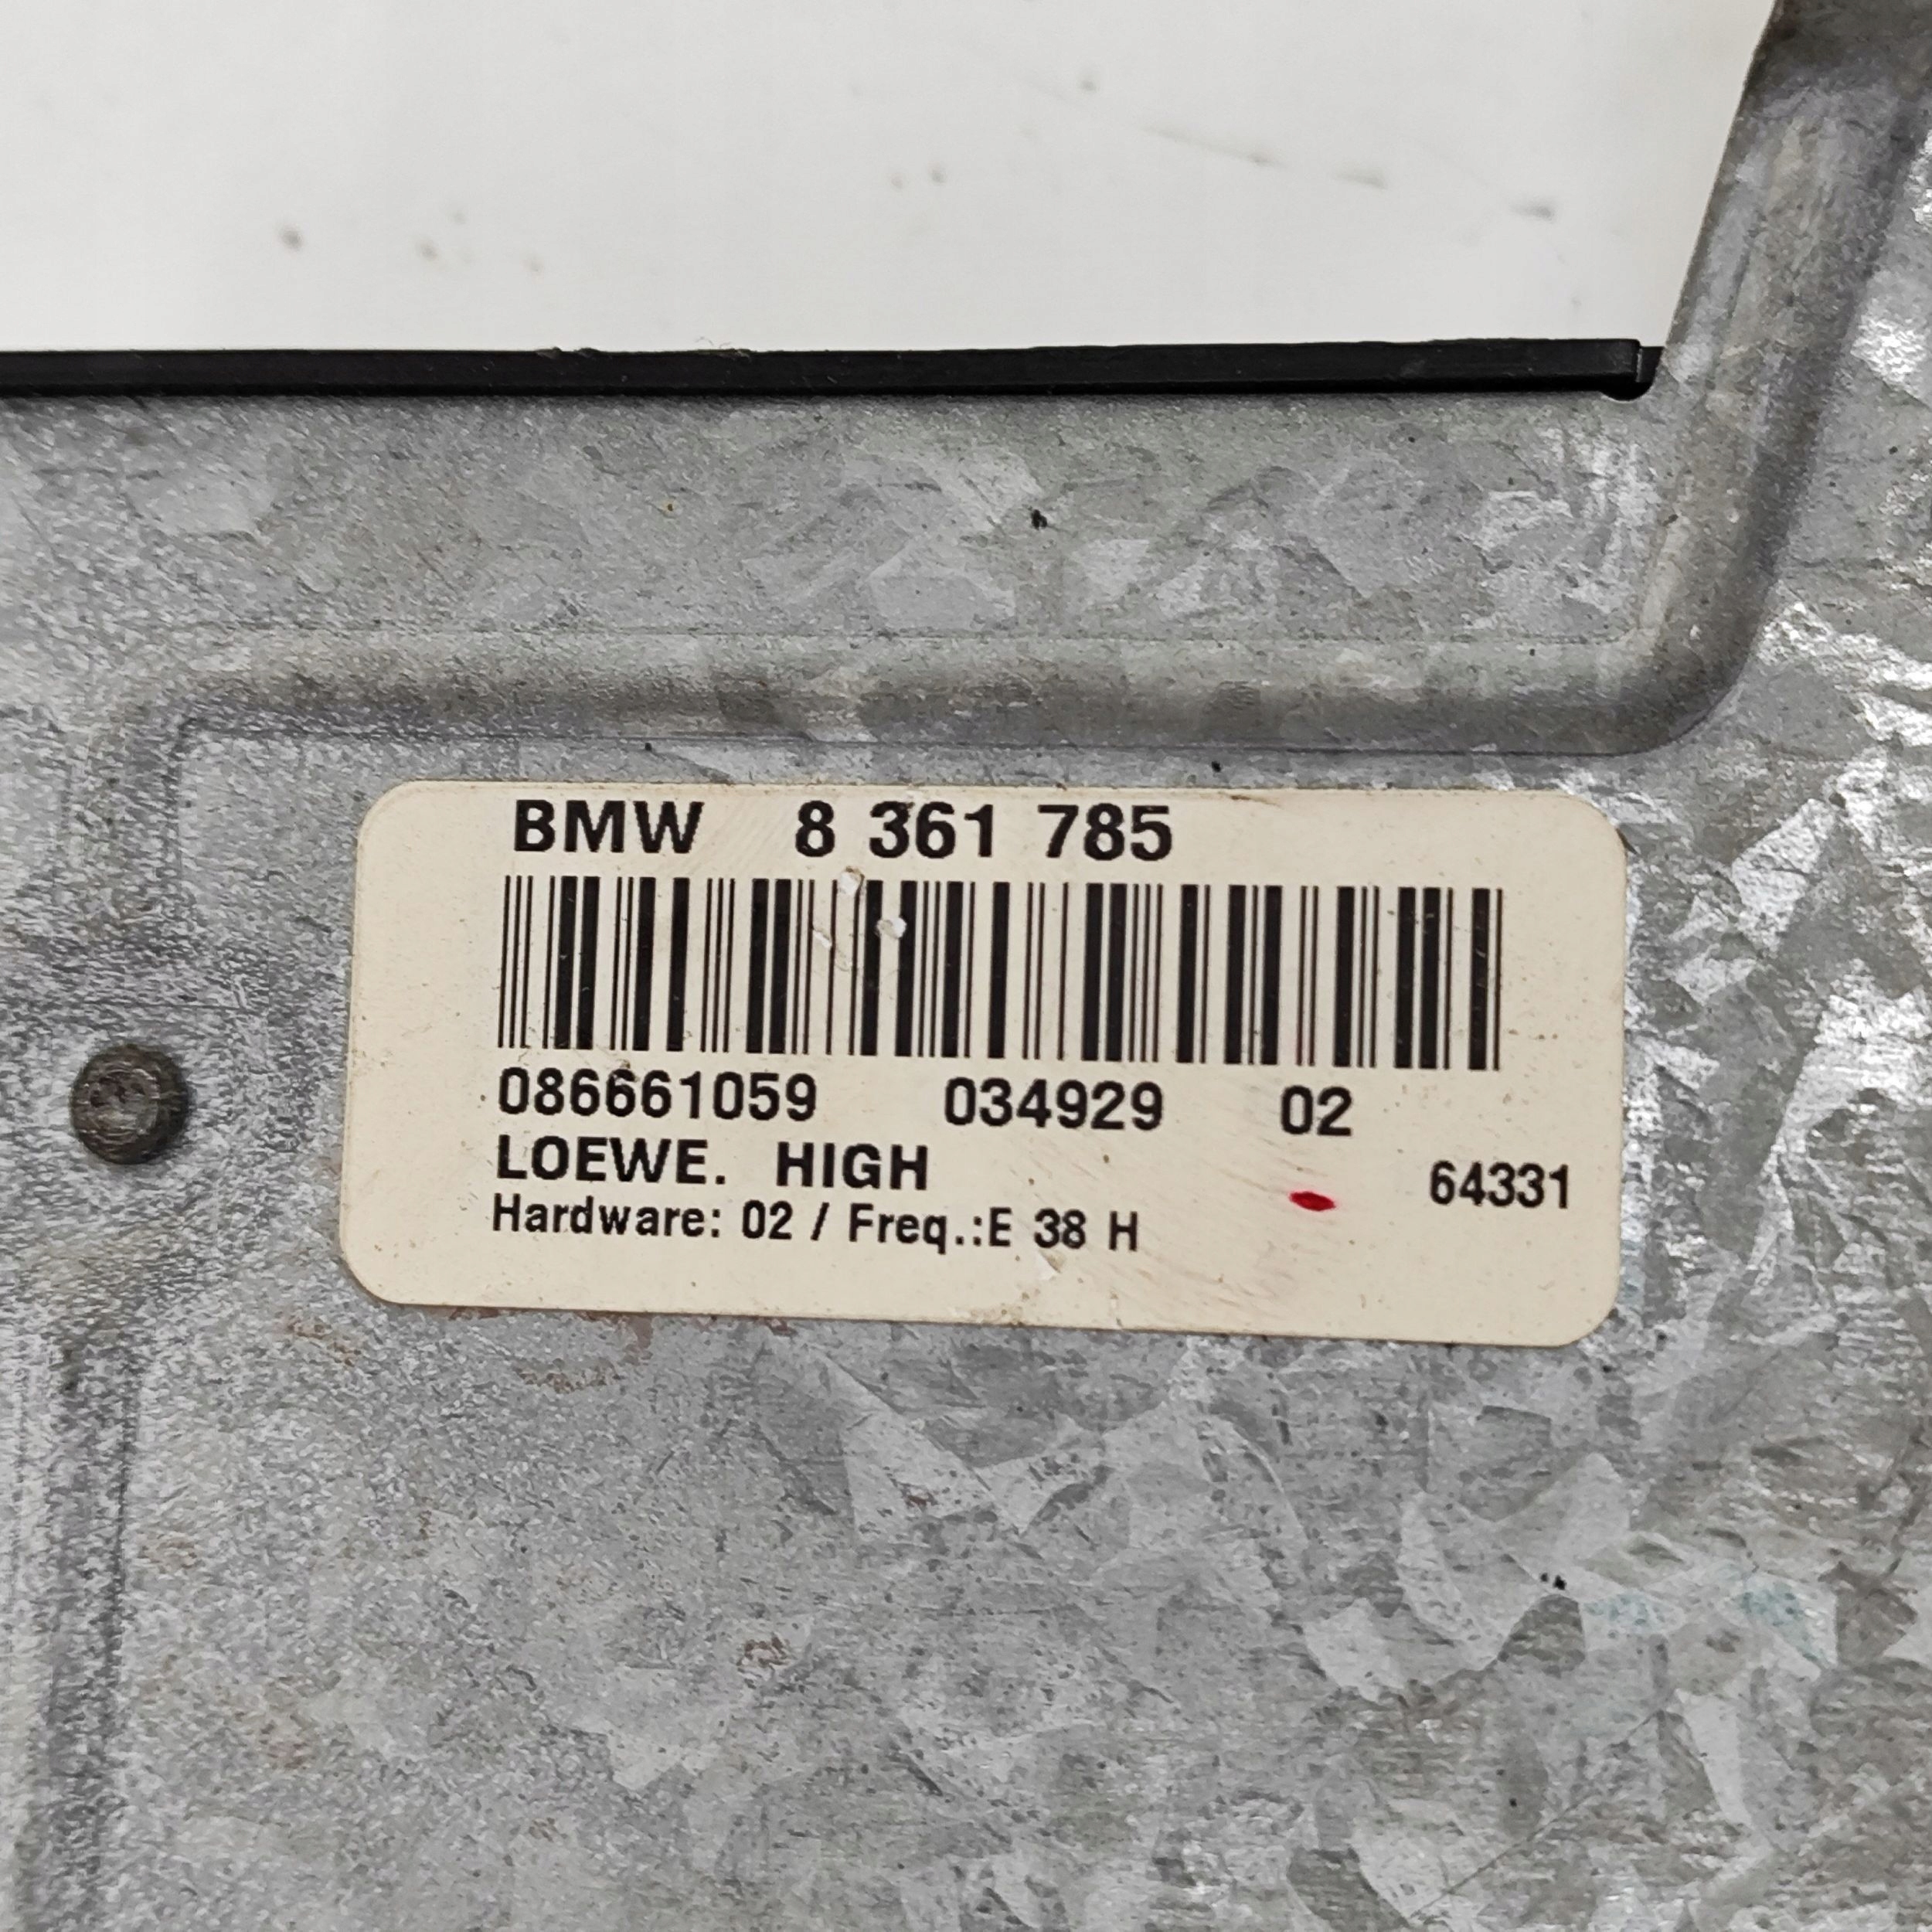 BMW 8 361 785
086661059 034929 02
LOEWE. HIGH 64331
Hardware: 02 / Freq.:E 38 H